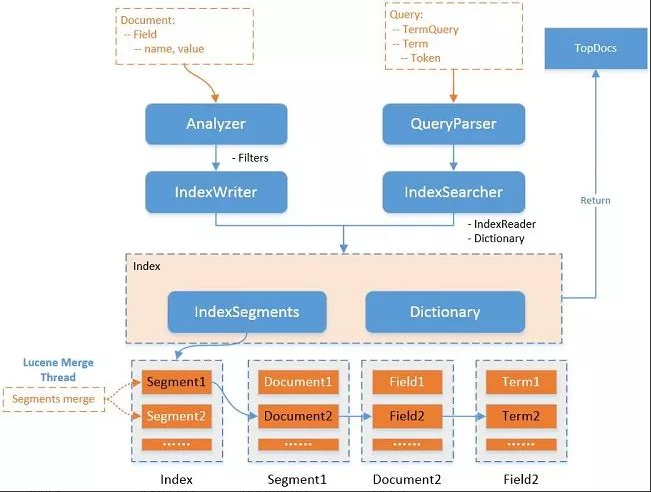 Document:
-- Field
-- name, value
Query:
-- TermQuery
-- Term
-- Token
TopDocs
Analyzer
QueryParser
- Filters
IndexWriter
IndexSearcher
- IndexReader
- Dictionary
Return
Index
IndexSegments
Dictionary
Lucene Merge
Thread
Segments merge
Segment1
Segment2
......
Index
Document1
Document2
......
Segment1
Field1
Field2
......
Document2
Term1
Term2
......
Field2